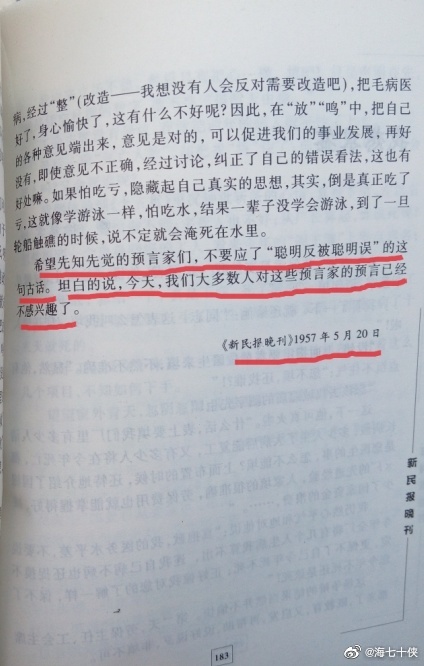 病，经过“整”（改造——我想没有人会反对需要改造吧），把毛病医
好了，身心愉快了，这有什么不好呢？因此，在“放”“鸣”中，把自己
的各种意见端出来，意见是对的，可以促进我们的事业发展，再好
没有，即使意见不正确，经过讨论，纠正了自己的错误看法，这也有
好处嘛。如果怕吃亏，隐藏起自己真实的思想，其实，倒是真正吃了
亏，这就像学游泳一样，怕吃水，结果一辈子没学会游泳，到了一旦
轮船触礁的时候，说不定就会淹死在水里。
希望先知先觉的预言家们，不要应了“聪明反被聪明误”的这
句古话。坦白的说，今天，我们大多数人对这些预言家的预言已经
不感兴趣了。
《新民报晚刊》1957年5月20日
新民报晚刊
183
@海七十侠